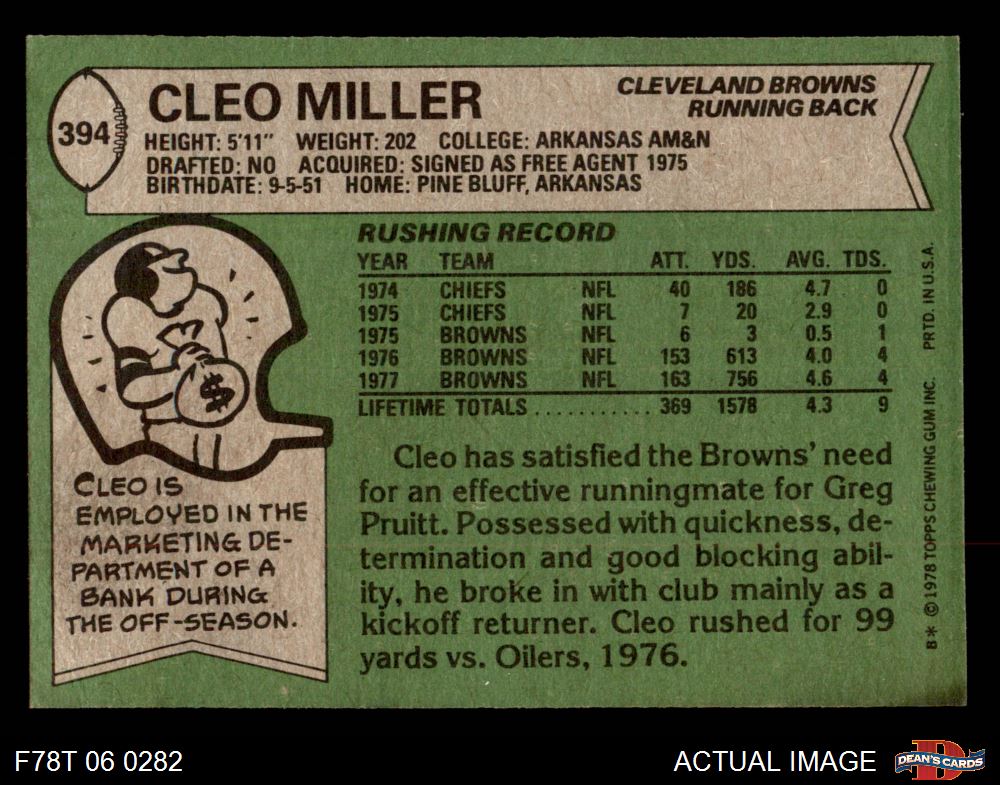 394
CLEO MILLER
CLEVELAND BROWNS
RUNNING BACK
HEIGHT: 5'11" WEIGHT: 202 COLLEGE: ARKANSAS AM&N
DRAFTED: NO ACQUIRED: SIGNED AS FREE AGENT 1975
BIRTHDATE: 9-5-51 HOME: PINE BLUFF, ARKANSAS
RUSHING RECORD
YEAR TEAM ATT. YDS. AVG. TDS.
1974 CHIEFS NFL 40 186 4.7 0
1975 CHIEFS NFL 7 20 2.9 0
1975 BROWNS NFL 6 3 0.5 1
1976 BROWNS NFL 153 613 4.0 4
1977 BROWNS NFL 163 756 4.6 4
LIFETIME TOTALS ........... 369 1578 4.3 9
$
CLEO IS
EMPLOYED IN THE
MARKETING DE-
PARTMENT OF A
BANK DURING
THE OFF-SEASON.
Cleo has satisfied the Browns' need
for an effective runningmate for Greg
Pruitt. Possessed with quickness, de-
termination and good blocking abil-
ity, he broke in with club mainly as a
kickoff returner. Cleo rushed for 99
yards vs. Oilers, 1976.
B* © 1978 TOPPS CHEWING GUM INC. PRTD. IN U.S.A.
F78T 06 0282
ACTUAL IMAGE
D
DEAN'S CARDS